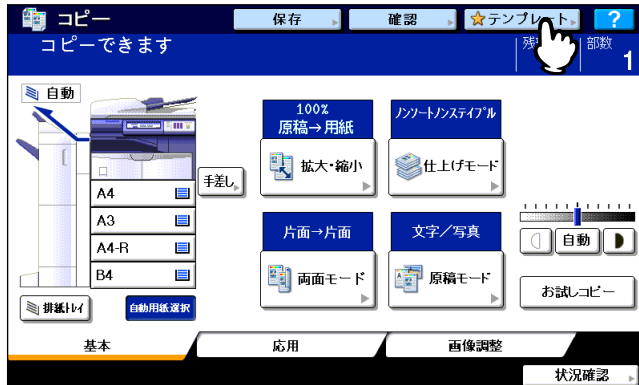 コピー
保存
確認
☆テンプレート
?
コピーできます
部数
1
自動
100%
原稿→用紙
ノンソート/ノンステイプル
拡大・縮小
仕上げモード
手差し
A4
A3
A4-R
B4
片面→片面
文字/写真
両面モード
原稿モード
自動
お試しコピー
排紙トレイ
自動用紙選択
基本
応用
画像調整
状況確認